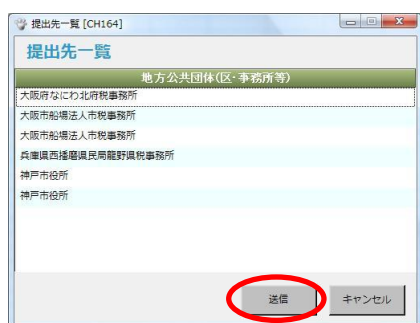 提出先一覧 [CH164]
提出先一覧
地方公共団体(区・事務所等)
大阪府なにわ北府税事務所
大阪市船場法人市税事務所
大阪市船場法人市税事務所
兵庫県西播磨県民局龍野県税事務所
神戸市役所
神戸市役所
送信
キャンセル